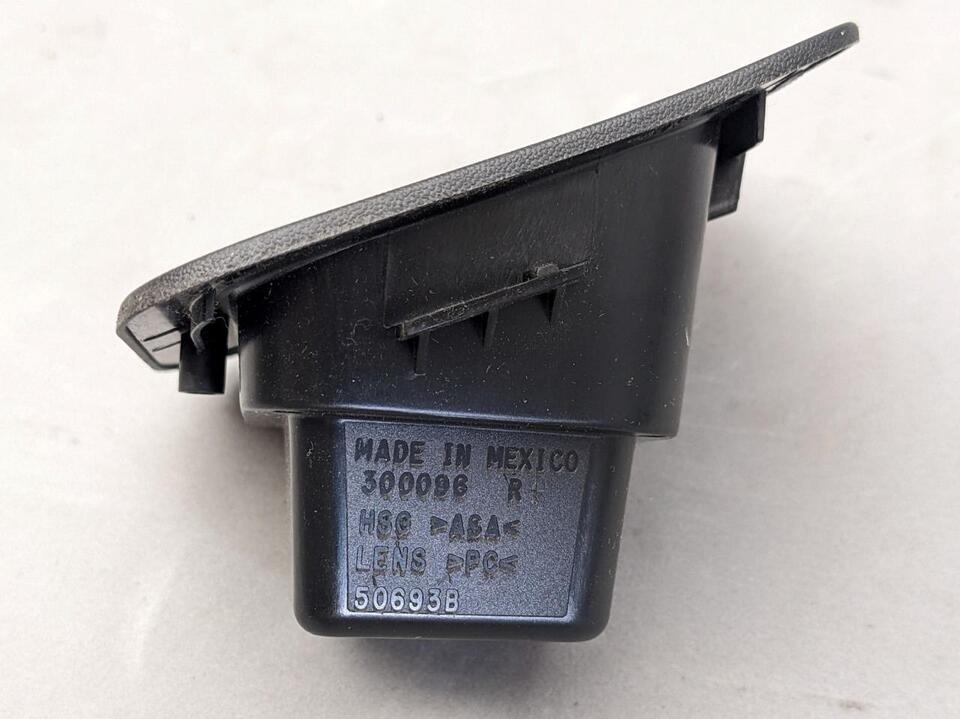 MADE IN MEXICO
300096 R
HSG >ASA<
LENS >PC<
50693B